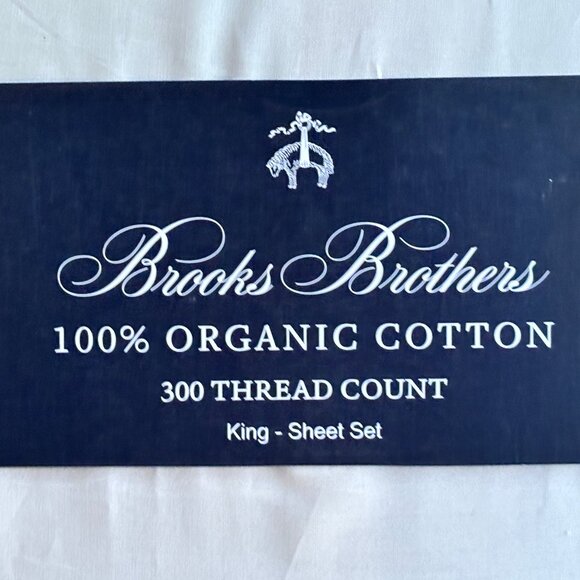 Brooks Brothers
100% ORGANIC COTTON
300 THREAD COUNT
King - Sheet Set